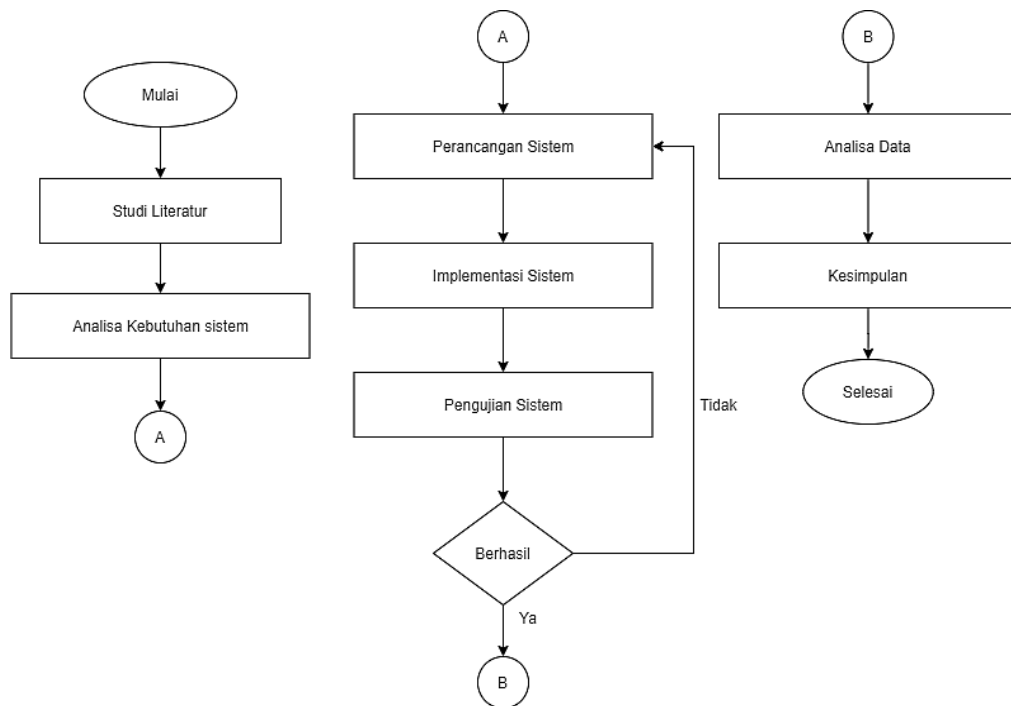 Mulai
Studi Literatur
Analisa Kebutuhan sistem
A
A
Perancangan Sistem
Implementasi Sistem
Pengujian Sistem
Berhasil
Tidak
Ya
B
B
Analisa Data
Kesimpulan
Selesai